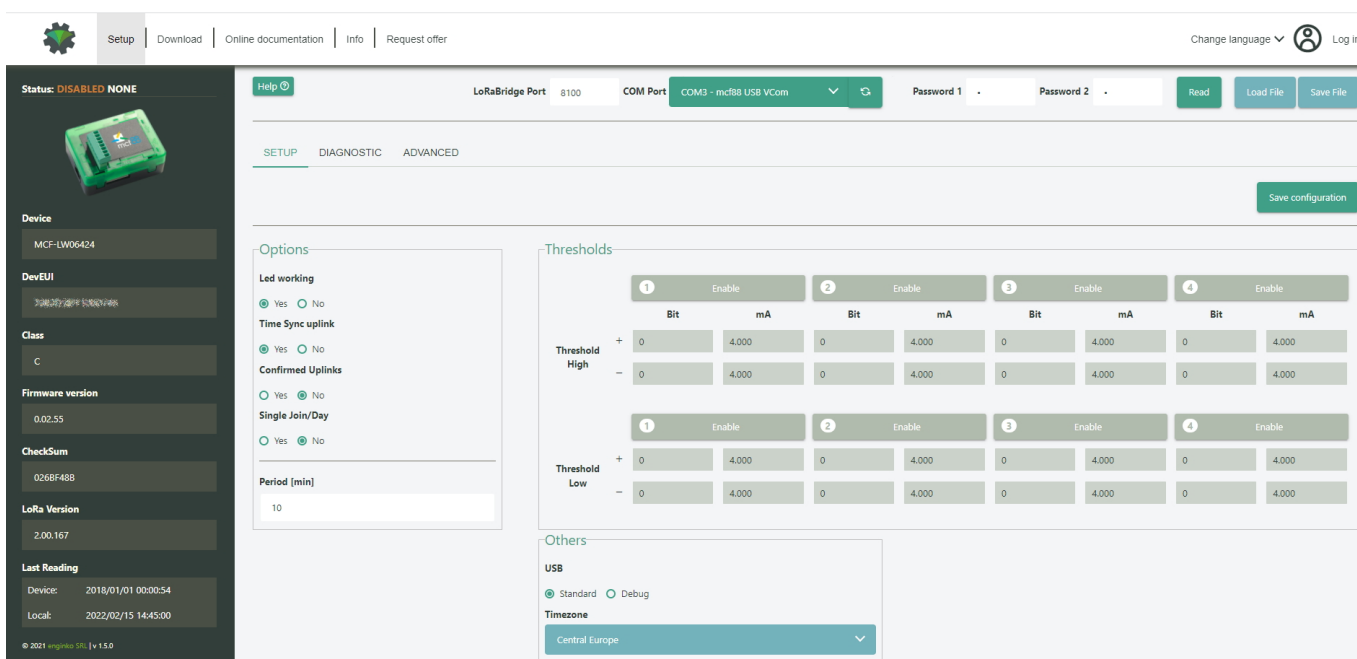 Setup Download Online documentation Info Request offer Change language Log in
Status: DISABLED NONE
Help LoRaBridge Port 8100 COM Port COM3 - mcf88 USB VCom Password 1 Password 2 Read Load File Save File
SETUP DIAGNOSTIC ADVANCED
Save configuration
Device
MCF-LW06424
DevEUI
Class
C
Firmware version
0.02.55
CheckSum
026BF48B
LoRa Version
2.00.167
Last Reading
Device: 2018/01/01 00:00:54
Local: 2022/02/15 14:45:00
© 2021 enginko SRL | v 1.5.0
Options
Led working
Yes No
Time Sync uplink
Yes No
Confirmed Uplinks
Yes No
Single Join/Day
Yes No
Period [min]
10
Thresholds
1 Enable 2 Enable 3 Enable 4 Enable
Bit mA Bit mA Bit mA Bit mA
Threshold High
+ 0 4.000 0 4.000 0 4.000 0 4.000
− 0 4.000 0 4.000 0 4.000 0 4.000
1 Enable 2 Enable 3 Enable 4 Enable
Threshold Low
+ 0 4.000 0 4.000 0 4.000 0 4.000
− 0 4.000 0 4.000 0 4.000 0 4.000
Others
USB
Standard Debug
Timezone
Central Europe